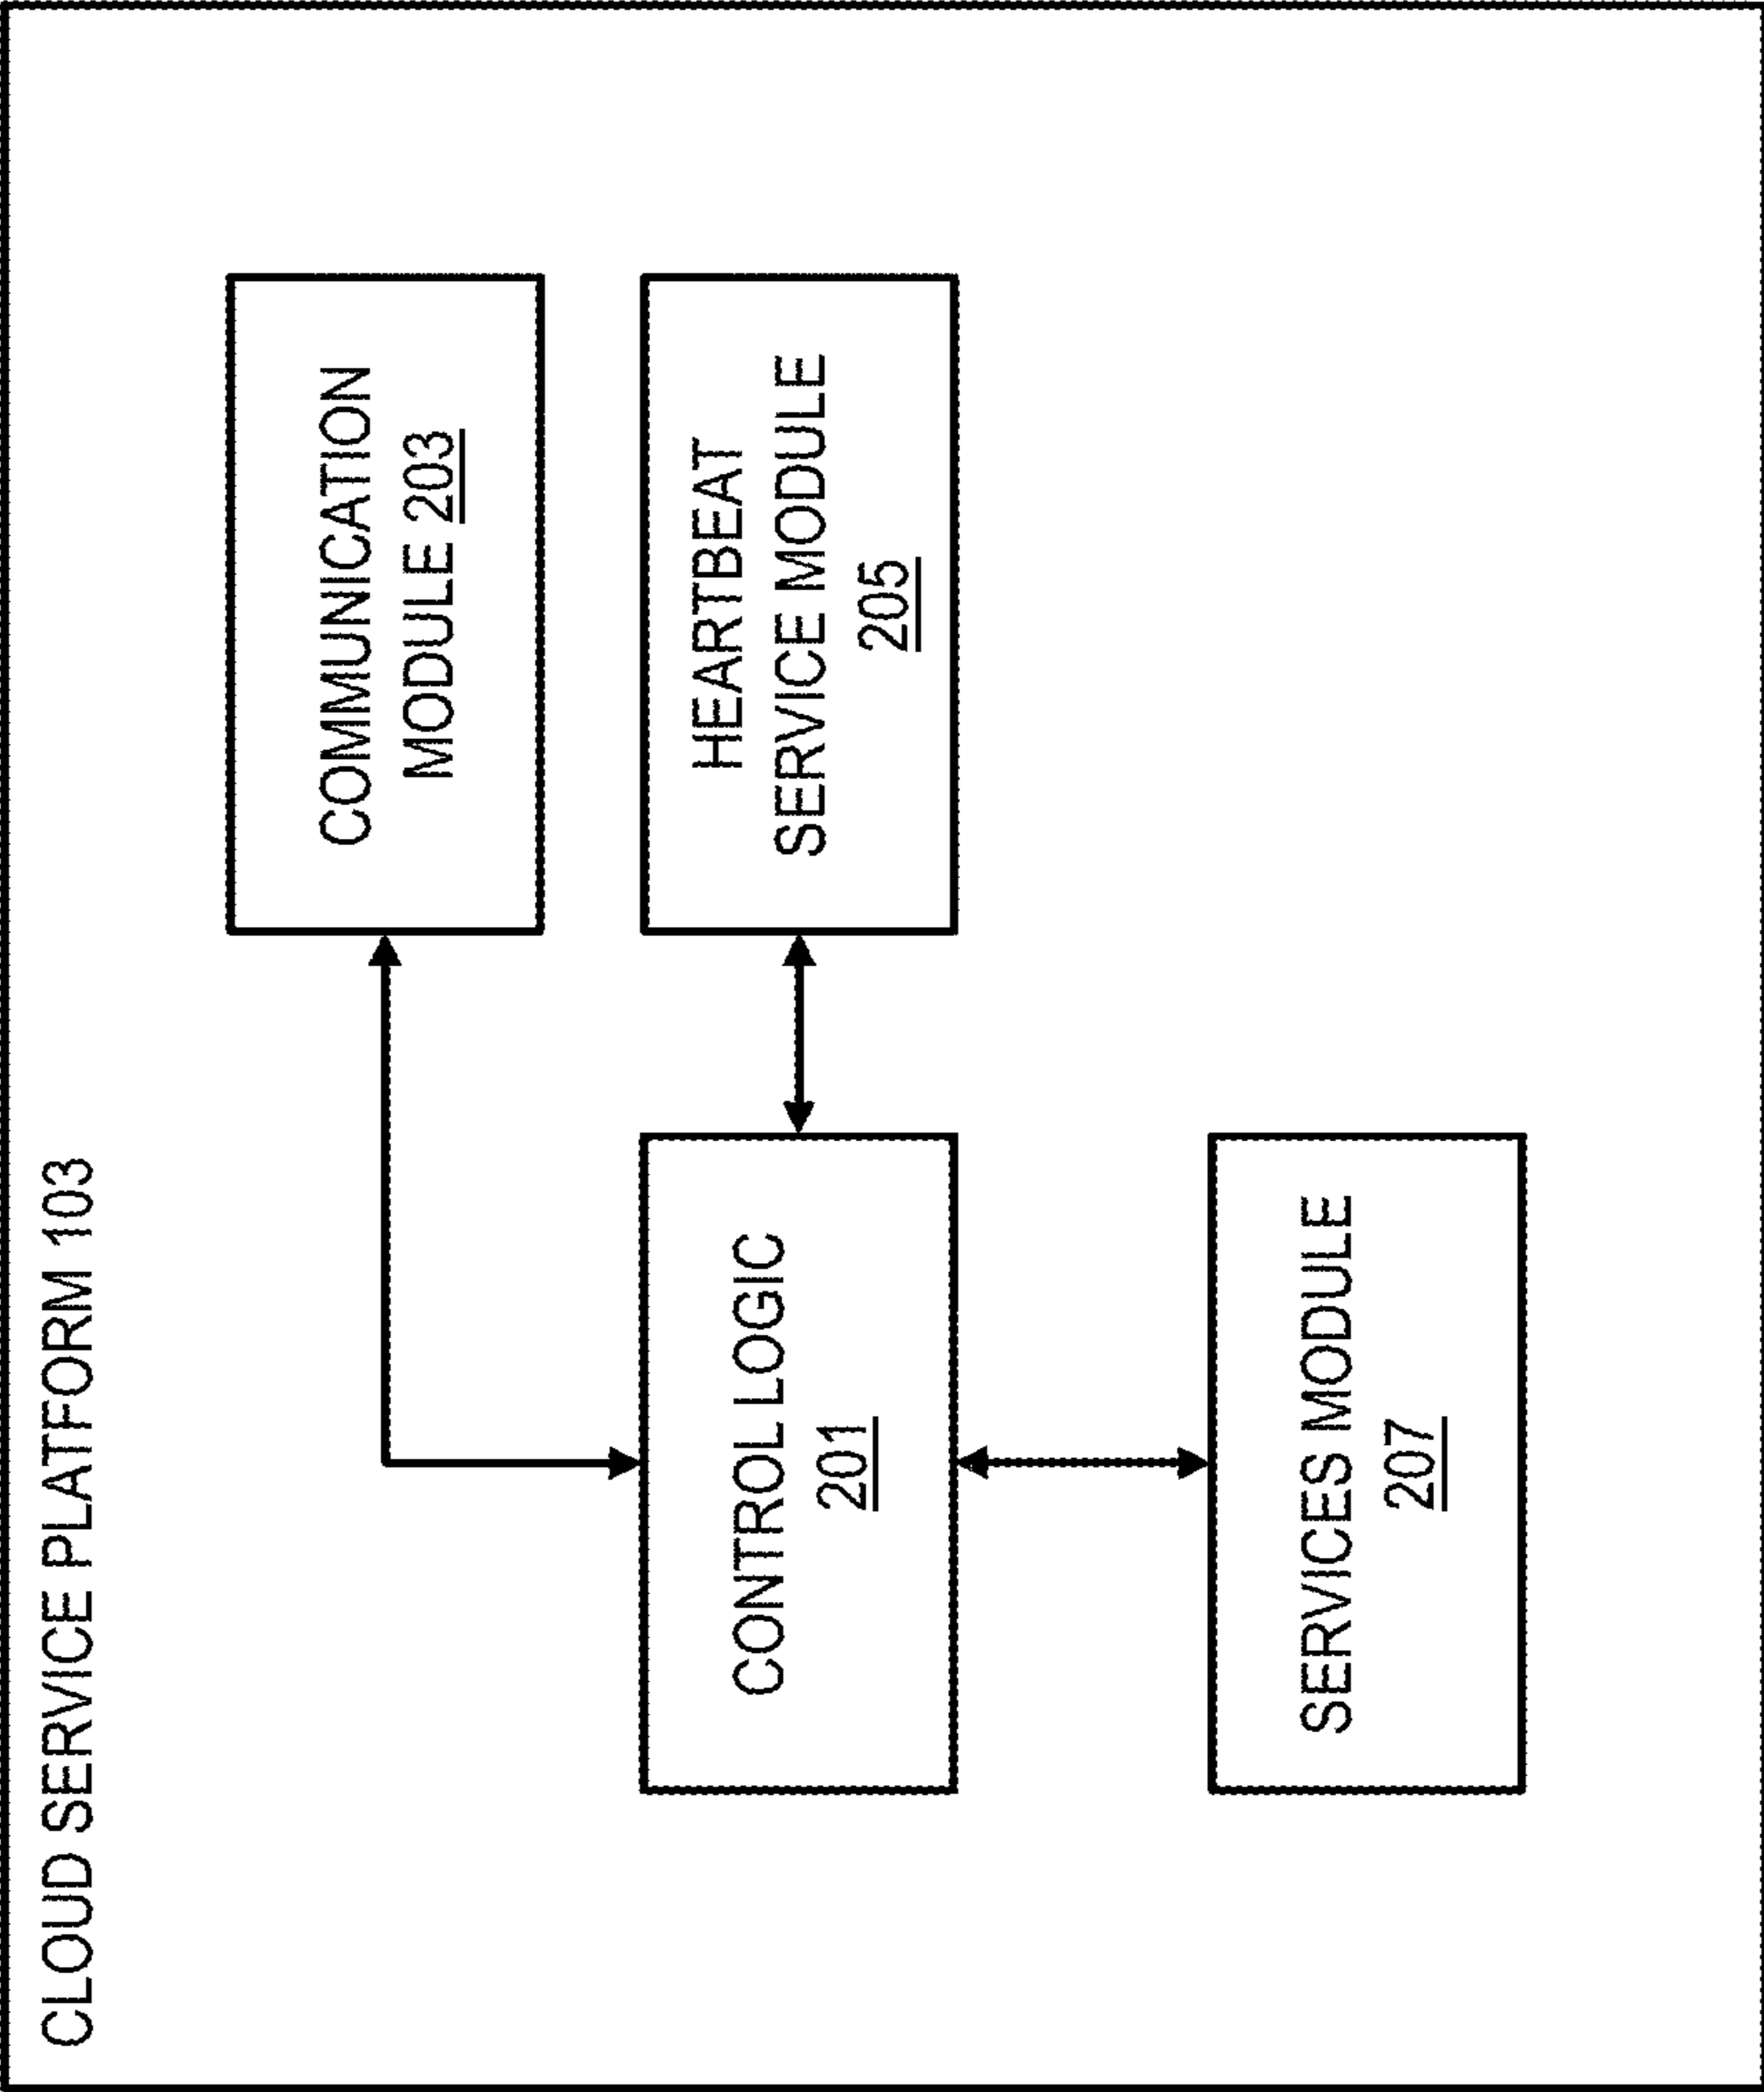 CLOUD SERVICE PLATFORM 103
COMMUNICATION
MODULE 203
CONTROL LOGIC
201
HEARTBEAT
SERVICE MODULE
205
SERVICES MODULE
207